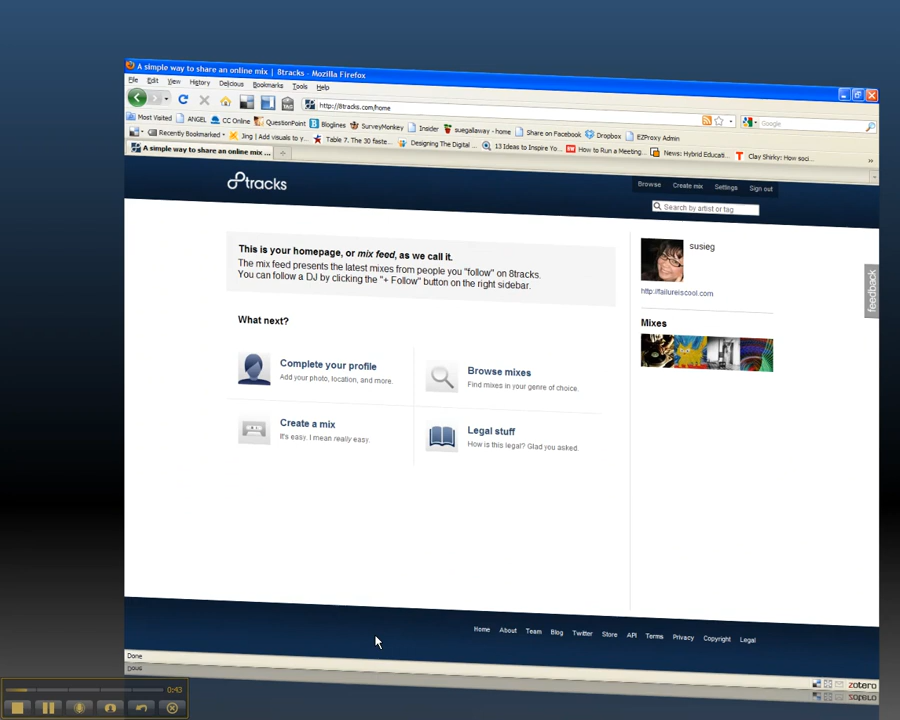 A simple way to share an online mix | 8tracks - Mozilla Firefox
File Edit View History Delicious Bookmarks Tools Help
http://8tracks.com/home
Google
Most Visited ANGEL CC Online QuestionPoint Bloglines SurveyMonkey Insider suegallaway - home Share on Facebook Dropbox EZProxy Admin
Recently Bookmarked Jing | Add visuals to y... Table 7. The 30 faste... Designing The Digital ... 13 Ideas to Inspire Yo... How to Run a Meeting... News: Hybrid Educati... Clay Shirky: How soci...
A simple way to share an online mix ...
8tracks
Browse Create mix Settings Sign out
Search by artist or tag
This is your homepage, or mix feed, as we call it.
The mix feed presents the latest mixes from people you "follow" on 8tracks.
You can follow a DJ by clicking the "+ Follow" button on the right sidebar.
susieg
http://failureiscool.com
feedback
What next?
Mixes
Complete your profile
Add your photo, location, and more.
Browse mixes
Find mixes in your genre of choice.
Create a mix
It's easy. I mean really easy.
Legal stuff
How is this legal? Glad you asked.
Home About Team Blog Twitter Store API Terms Privacy Copyright Legal
Done
zotero
0:43